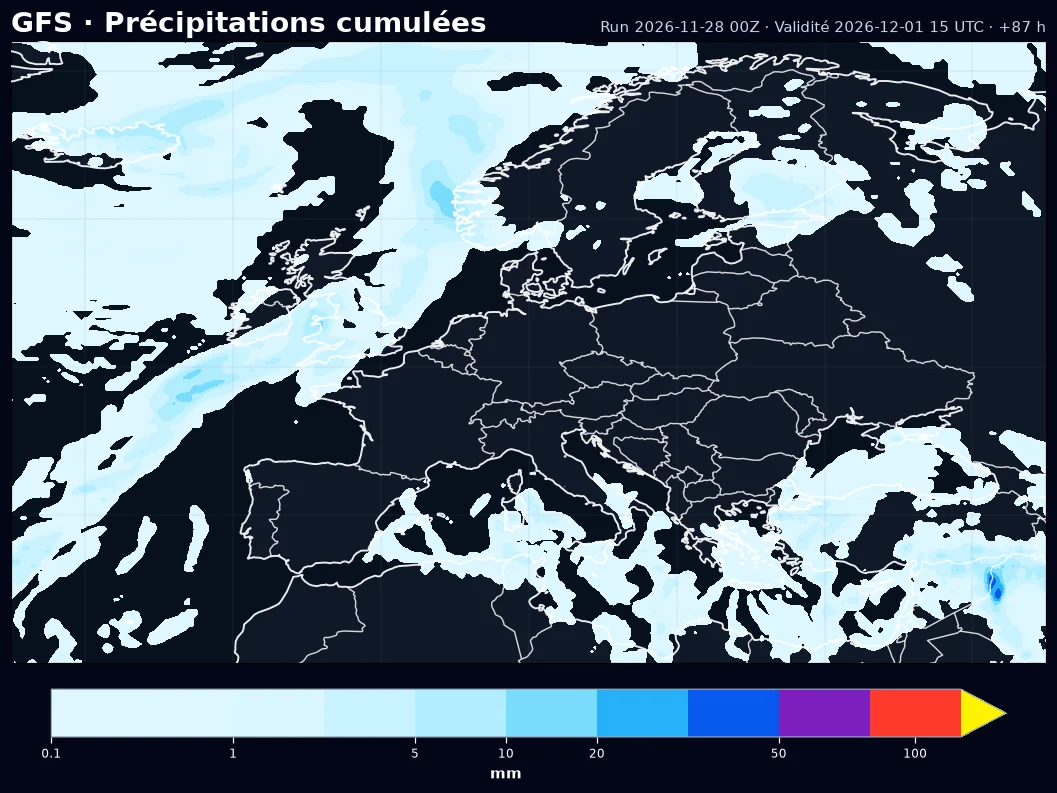 GFS · Précipitations cumulées
Run 2026-11-28 00Z · Validité 2026-12-01 15 UTC · +87 h
0.1 1 5 10 20 50 100
mm